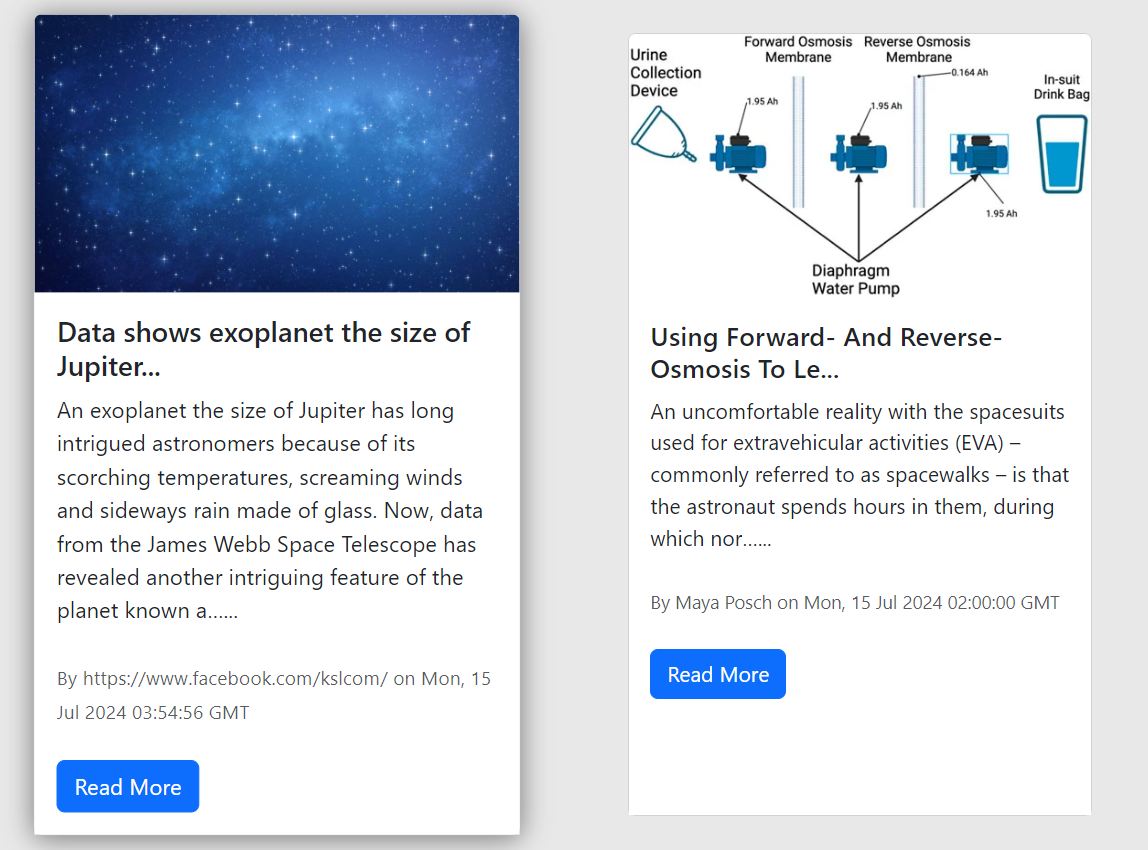 Data shows exoplanet the size of
Jupiter...
An exoplanet the size of Jupiter has long
intrigued astronomers because of its
scorching temperatures, screaming winds
and sideways rain made of glass. Now, data
from the James Webb Space Telescope has
revealed another intriguing feature of the
planet known a......
By https://www.facebook.com/kslcom/ on Mon, 15
Jul 2024 03:54:56 GMT
Read More
Urine
Collection
Device
Forward Osmosis
Membrane
Reverse Osmosis
Membrane
0.164 Ah
In-suit
Drink Bag
1.95 Ah
1.95 Ah
1.95 Ah
Diaphragm
Water Pump
Using Forward- And Reverse-
Osmosis To Le...
An uncomfortable reality with the spacesuits
used for extravehicular activities (EVA) –
commonly referred to as spacewalks – is that
the astronaut spends hours in them, during
which nor......
By Maya Posch on Mon, 15 Jul 2024 02:00:00 GMT
Read More